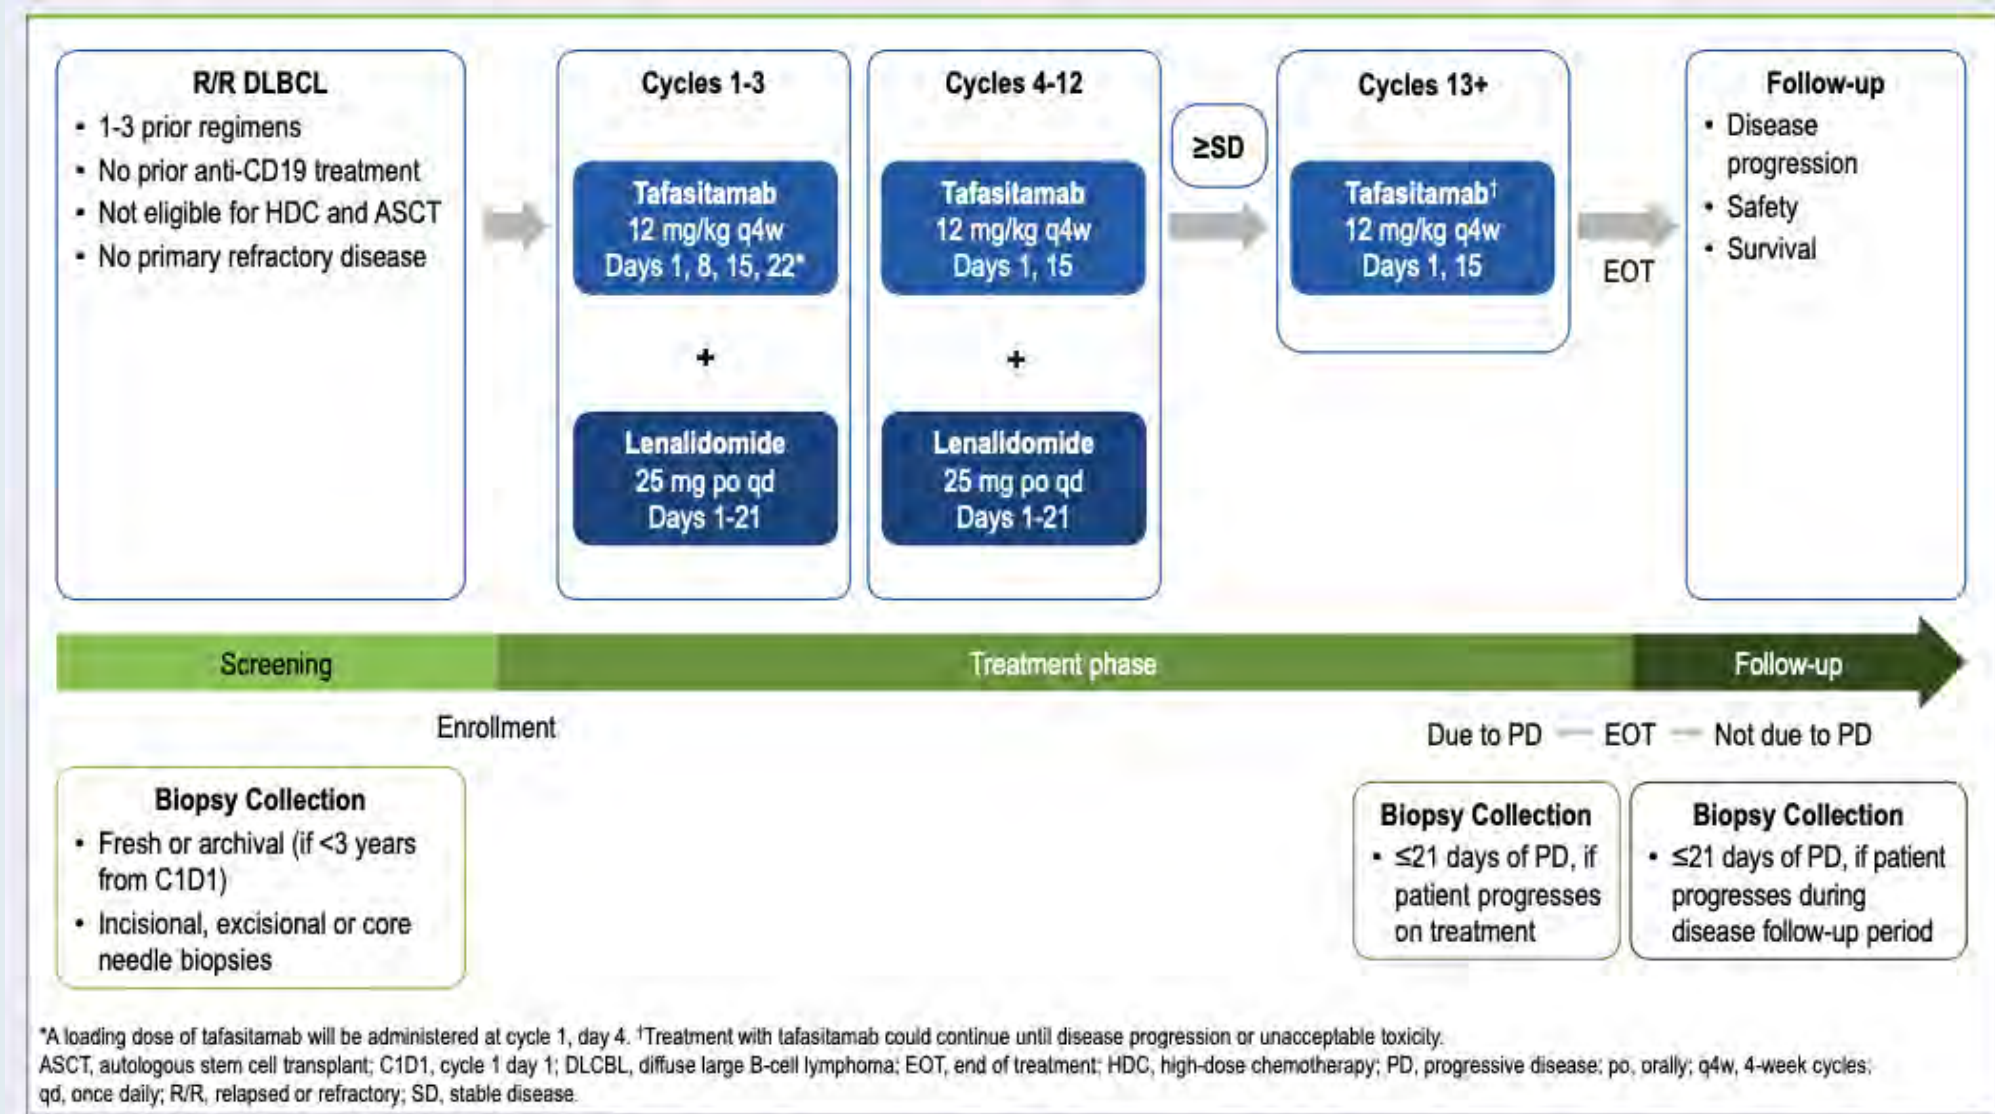 R/R DLBCL
• 1-3 prior regimens
• No prior anti-CD19 treatment
• Not eligible for HDC and ASCT
• No primary refractory disease
Cycles 1-3
Tafasitamab
12 mg/kg q4w
Days 1, 8, 15, 22*
+
Lenalidomide
25 mg po qd
Days 1-21
Cycles 4-12
Tafasitamab
12 mg/kg q4w
Days 1, 15
+
Lenalidomide
25 mg po qd
Days 1-21
≥SD
Cycles 13+
Tafasitamab†
12 mg/kg q4w
Days 1, 15
EOT
Follow-up
• Disease
progression
• Safety
• Survival
Screening
Treatment phase
Follow-up
Enrollment
Due to PD — EOT — Not due to PD
Biopsy Collection
• Fresh or archival (if <3 years
from C1D1)
• Incisional, excisional or core
needle biopsies
Biopsy Collection
• ≤21 days of PD, if
patient progresses
on treatment
Biopsy Collection
• ≤21 days of PD, if patient
progresses during
disease follow-up period
*A loading dose of tafasitamab will be administered at cycle 1, day 4. †Treatment with tafasitamab could continue until disease progression or unacceptable toxicity.
ASCT, autologous stem cell transplant; C1D1, cycle 1 day 1; DLCBL, diffuse large B-cell lymphoma; EOT, end of treatment; HDC, high-dose chemotherapy; PD, progressive disease; po, orally; q4w, 4-week cycles;
qd, once daily; R/R, relapsed or refractory; SD, stable disease.